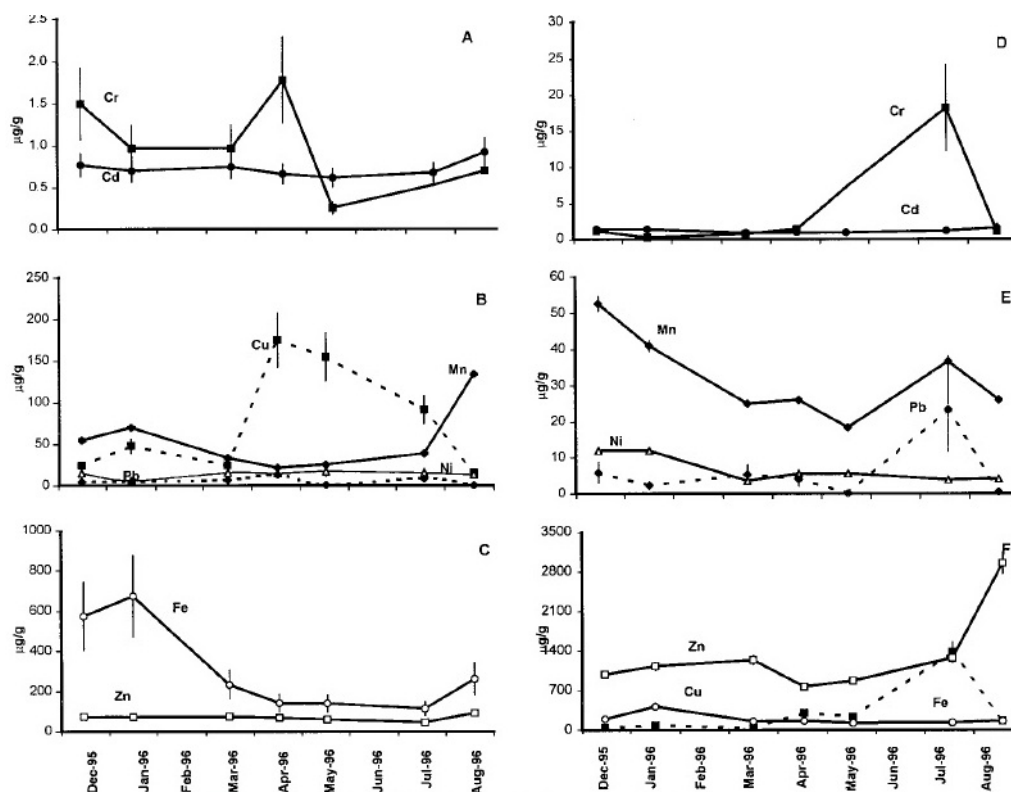 2.5
2.0
1.5
1.0
0.5
0.0
µg/g
A
Cr
Cd
250
200
150
100
50
0
µg/g
B
Cu
Mn
Pb
Ni
1000
800
600
400
200
0
µg/g
C
Fe
Zn
Dec-95
Jan-96
Feb-96
Mar-96
Apr-96
May-96
Jun-96
Jul-96
Aug-96
30
25
20
15
10
5
0
µg/g
D
Cr
Cd
60
50
40
30
20
10
0
µg/g
E
Mn
Pb
Ni
3500
2800
2100
1400
700
0
µg/g
F
Zn
Cu
Fe
Dec-95
Jan-96
Feb-96
Mar-96
Apr-96
May-96
Jun-96
Jul-96
Aug-96